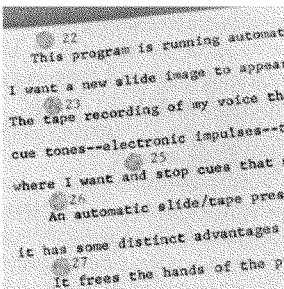 22
This program is running automat
I want a new slide image to appear
23
The tape recording of my voice th
cue tones--electronic impulses--t
25
where I want and stop cues that s
26
An automatic slide/tape pres
it has some distinct advantages
27
It frees the hands of the p